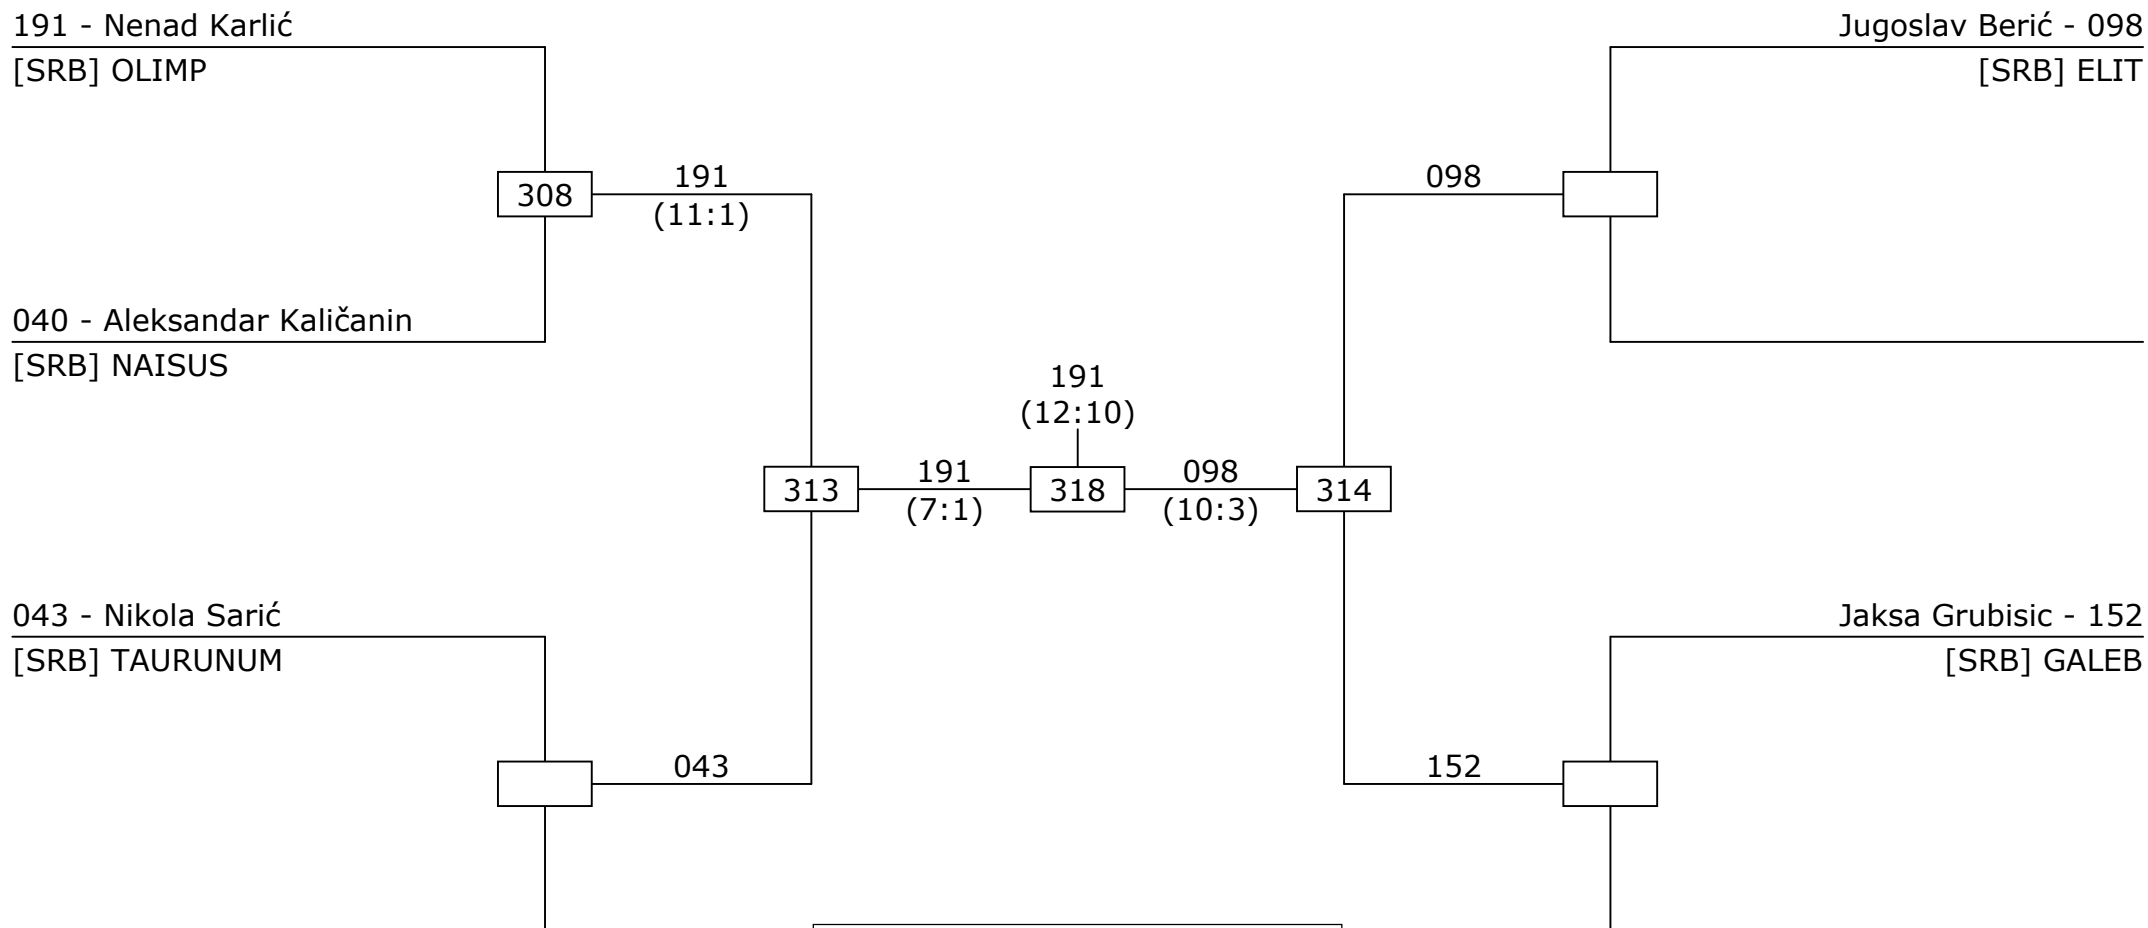 191 - Nenad Karlić
[SRB] OLIMP
Jugoslav Berić - 098
[SRB] ELIT
308
191
(11:1)
098
040 - Aleksandar Kaličanin
[SRB] NAISUS
191
(12:10)
313
191
(7:1)
318
098
(10:3)
314
043 - Nikola Sarić
[SRB] TAURUNUM
Jaksa Grubisic - 152
[SRB] GALEB
043
152